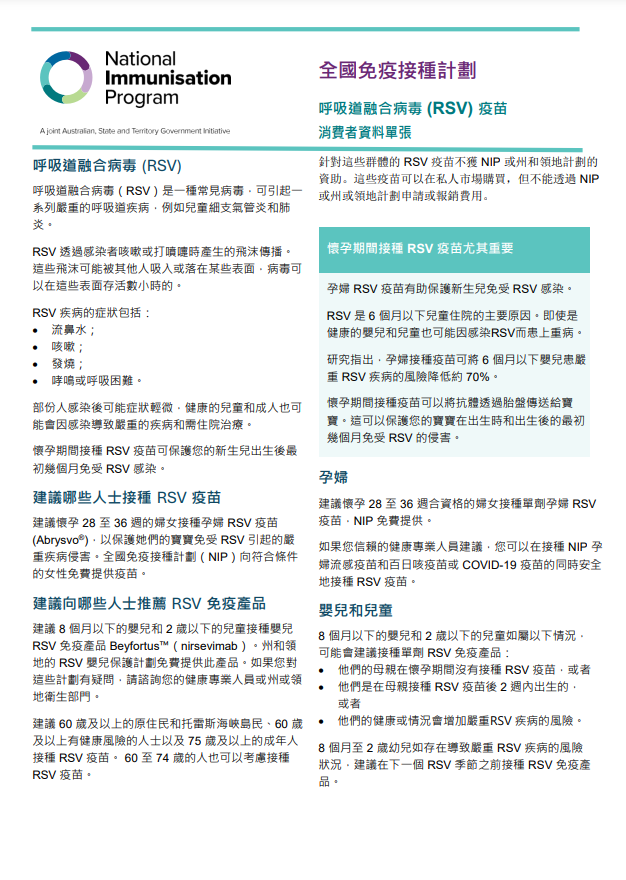 National
Immunisation
Program
A joint Australian, State and Territory Government Initiative
全國免疫接種計劃
呼吸道融合病毒 (RSV) 疫苗
消費者資料單張
呼吸道融合病毒 (RSV)
呼吸道融合病毒（RSV）是一種常見病毒，可引起一
系列嚴重的呼吸道疾病，例如兒童細支氣管炎和肺
炎。
RSV 透過感染者咳嗽或打噴嚏時產生的飛沫傳播。
這些飛沫可能被其他人吸入或落在某些表面，病毒可
以在這些表面存活數小時的。
RSV 疾病的症狀包括：
• 流鼻水；
• 咳嗽；
• 發燒；
• 哮鳴或呼吸困難。
部份人感染後可能症狀輕微，健康的兒童和成人也可
能會因感染導致嚴重的疾病和需住院治療。
懷孕期間接種 RSV 疫苗可保護您的新生兒出生後最
初幾個月免受 RSV 感染。
建議哪些人士接種 RSV 疫苗
建議懷孕 28 至 36 週的婦女接種孕婦 RSV 疫苗
(Abrysvo®)，以保護她們的寶寶免受 RSV 引起的嚴
重疾病侵害。全國免疫接種計劃（NIP）向符合條件
的女性免費提供疫苗。
建議向哪些人士推薦 RSV 免疫產品
建議 8 個月以下的嬰兒和 2 歲以下的兒童接種嬰兒
RSV 免疫產品 Beyfortus™（nirsevimab）。州和領
地的 RSV 嬰兒保護計劃免費提供此產品。如果您對
這些計劃有疑問，請諮詢您的健康專業人員或州或領
地衛生部門。
建議 60 歲及以上的原住民和托雷斯海峽島民、60 歲
及以上有健康風險的人士以及 75 歲及以上的成年人
接種 RSV 疫苗。 60 至 74 歲的人也可以考慮接種
RSV 疫苗。
針對這些群體的 RSV 疫苗不獲 NIP 或州和領地計劃的
資助。這些疫苗可以在私人市場購買，但不能透過 NIP
或州或領地計劃申請或報銷費用。
懷孕期間接種 RSV 疫苗尤其重要
孕婦 RSV 疫苗有助保護新生兒免受 RSV 感染。
RSV 是 6 個月以下兒童住院的主要原因。即使是
健康的嬰兒和兒童也可能因感染RSV而患上重病。
研究指出，孕婦接種疫苗可將 6 個月以下嬰兒患嚴
重 RSV 疾病的風險降低約 70%。
懷孕期間接種疫苗可以將抗體透過胎盤傳送給寶
寶。這可以保護您的寶寶在出生時和出生後的最初
幾個月免受 RSV 的侵害。
孕婦
建議懷孕 28 至 36 週合資格的婦女接種單劑孕婦 RSV
疫苗，NIP 免費提供。
如果您信賴的健康專業人員建議，您可以在接種 NIP 孕
婦流感疫苗和百日咳疫苗或 COVID-19 疫苗的同時安全
地接種 RSV 疫苗。
嬰兒和兒童
8 個月以下的嬰兒和 2 歲以下的兒童如屬以下情況，
可能會建議接種單劑 RSV 免疫產品：
• 他們的母親在懷孕期間沒有接種 RSV 疫苗，或者
• 他們是在母親接種 RSV 疫苗後 2 週內出生的，
或者
• 他們的健康或情況會增加嚴重RSV 疾病的風險。
8 個月至 2 歲幼兒如存在導致嚴重 RSV 疾病的風險
狀況，建議在下一個 RSV 季節之前接種 RSV 免疫產
品。